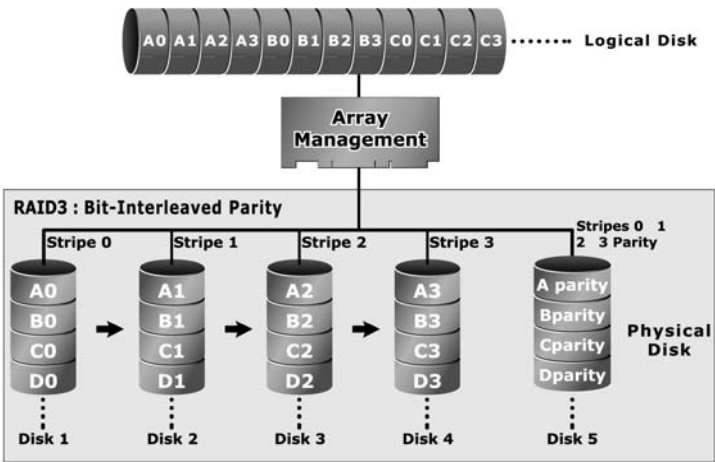 A0 A1 A2 A3 B0 B1 B2 B3 C0 C1 C2 C3 Logical Disk
Array
Management
RAID3 : Bit-Interleaved Parity
Stripe 0 Stripe 1 Stripe 2 Stripe 3 Stripes 0 1
2 3 Parity
A0 A1 A2 A3 A parity
B0 B1 B2 B3 Bparity
C0 C1 C2 C3 Cparity
D0 D1 D2 D3 Dparity
Physical
Disk
Disk 1 Disk 2 Disk 3 Disk 4 Disk 5